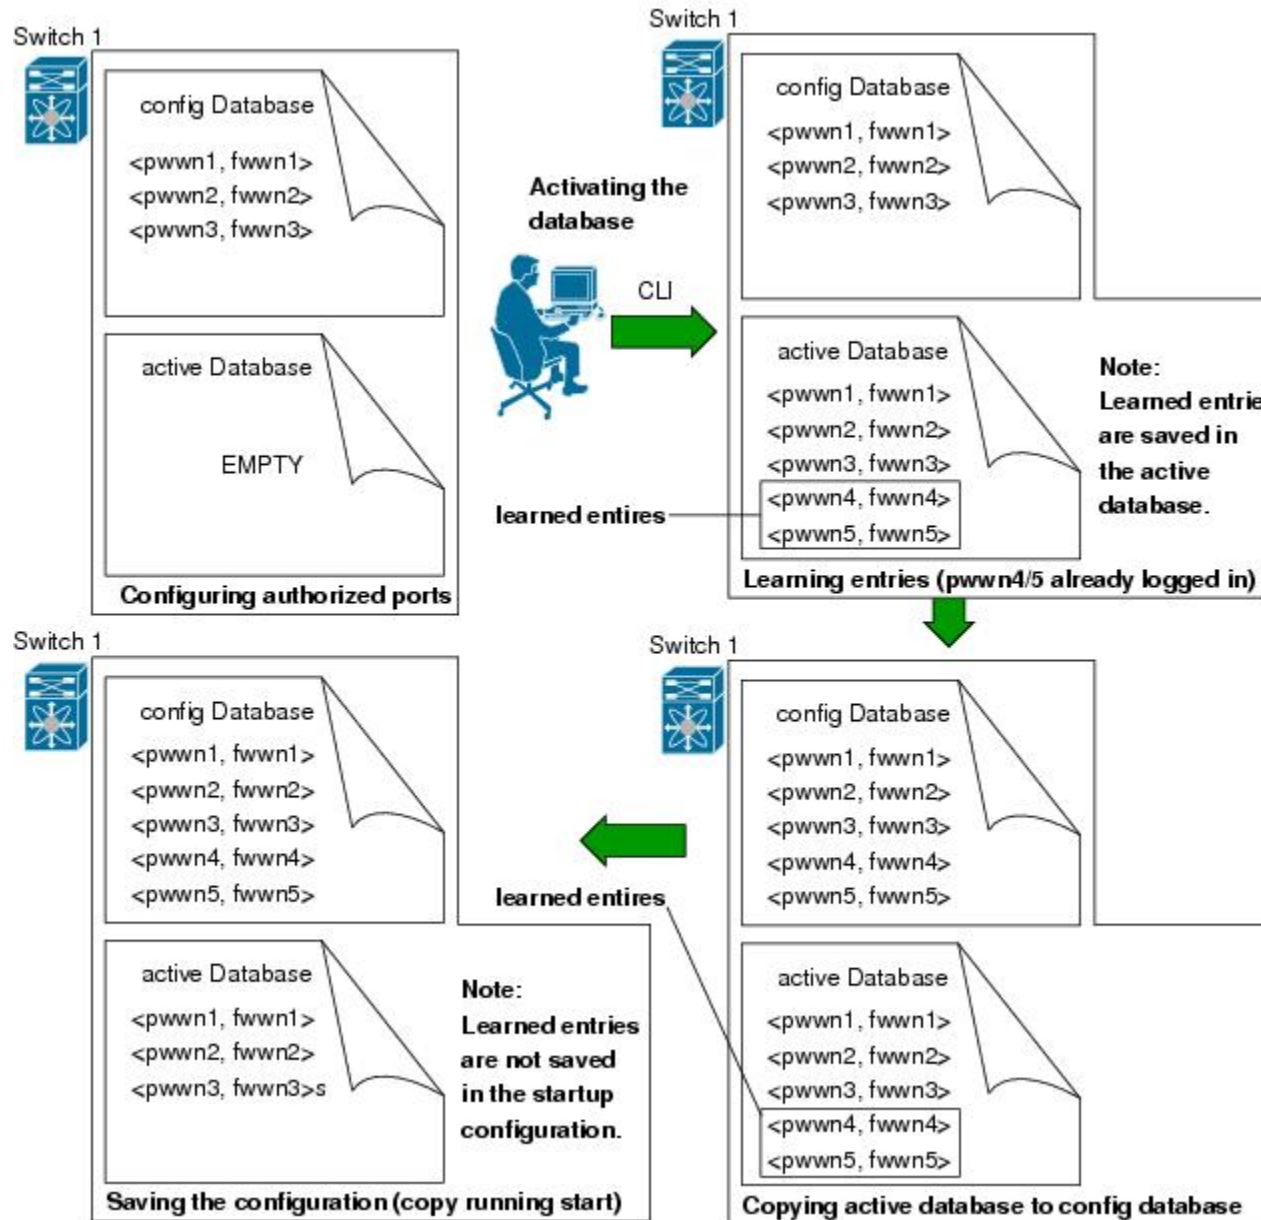 Switch 1
config Database
<pwwn1, fwwn1>
<pwwn2, fwwn2>
<pwwn3, fwwn3>
active Database
EMPTY
Configuring authorized ports
Activating the
database
CLI
Switch 1
config Database
<pwwn1, fwwn1>
<pwwn2, fwwn2>
<pwwn3, fwwn3>
active Database
<pwwn1, fwwn1>
<pwwn2, fwwn2>
<pwwn3, fwwn3>
<pwwn4, fwwn4>
<pwwn5, fwwn5>
learned entires
Note:
Learned entrie
are saved in
the active
database.
Learning entries (pwwn4/5 already logged in)
Switch 1
config Database
<pwwn1, fwwn1>
<pwwn2, fwwn2>
<pwwn3, fwwn3>
<pwwn4, fwwn4>
<pwwn5, fwwn5>
active Database
<pwwn1, fwwn1>
<pwwn2, fwwn2>
<pwwn3, fwwn3>s
Note:
Learned entries
are not saved
in the startup
configuration.
Saving the configuration (copy running start)
learned entires
Switch 1
config Database
<pwwn1, fwwn1>
<pwwn2, fwwn2>
<pwwn3, fwwn3>
<pwwn4, fwwn4>
<pwwn5, fwwn5>
active Database
<pwwn1, fwwn1>
<pwwn2, fwwn2>
<pwwn3, fwwn3>
<pwwn4, fwwn4>
<pwwn5, fwwn5>
Copying active database to config database